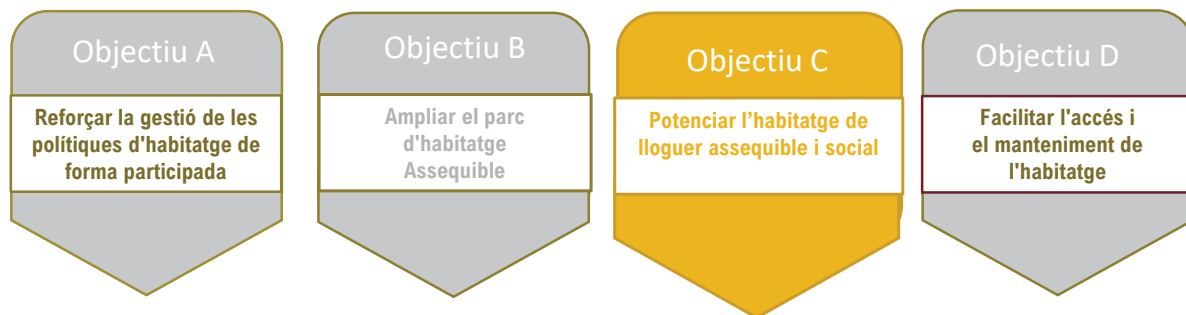 Objectiu A
Reforçar la gestió de les
polítiques d'habitatge de
forma participada
Objectiu B
Ampliar el parc
d'habitatge
Assequible
Objectiu C
Potenciar l’habitatge de
lloguer assequible i social
Objectiu D
Facilitar l'accés i
el manteniment de
l'habitatge